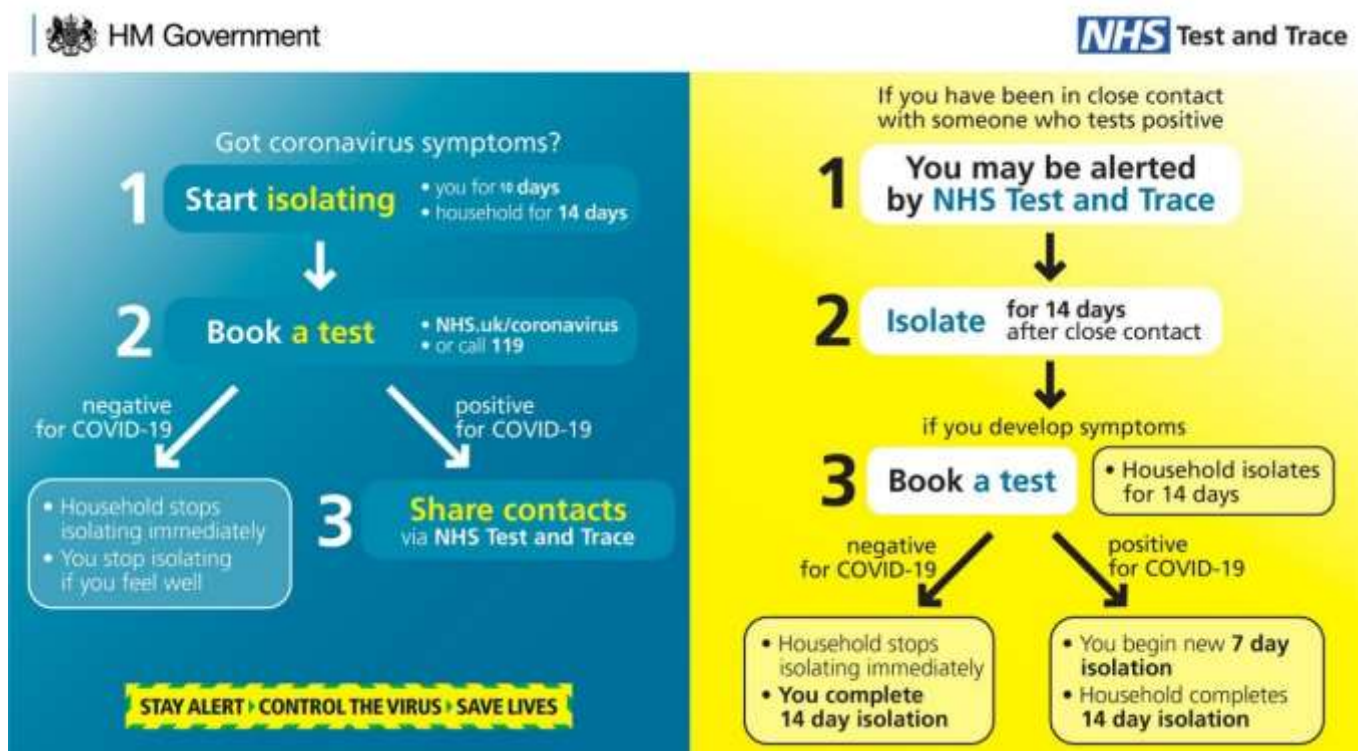 HM Government
NHS Test and Trace
Got coronavirus symptoms?
1 Start isolating
• you for 10 days
• household for 14 days
2 Book a test
• NHS.uk/coronavirus
• or call 119
negative
for COVID-19
positive
for COVID-19
• Household stops
isolating immediately
• You stop isolating
if you feel well
3 Share contacts
via NHS Test and Trace
STAY ALERT CONTROL THE VIRUS SAVE LIVES
If you have been in close contact
with someone who tests positive
1 You may be alerted
by NHS Test and Trace
2 Isolate
for 14 days
after close contact
if you develop symptoms
3 Book a test
• Household isolates
for 14 days
negative
for COVID-19
positive
for COVID-19
• Household stops
isolating immediately
• You complete
14 day isolation
• You begin new 7 day
isolation
• Household completes
14 day isolation